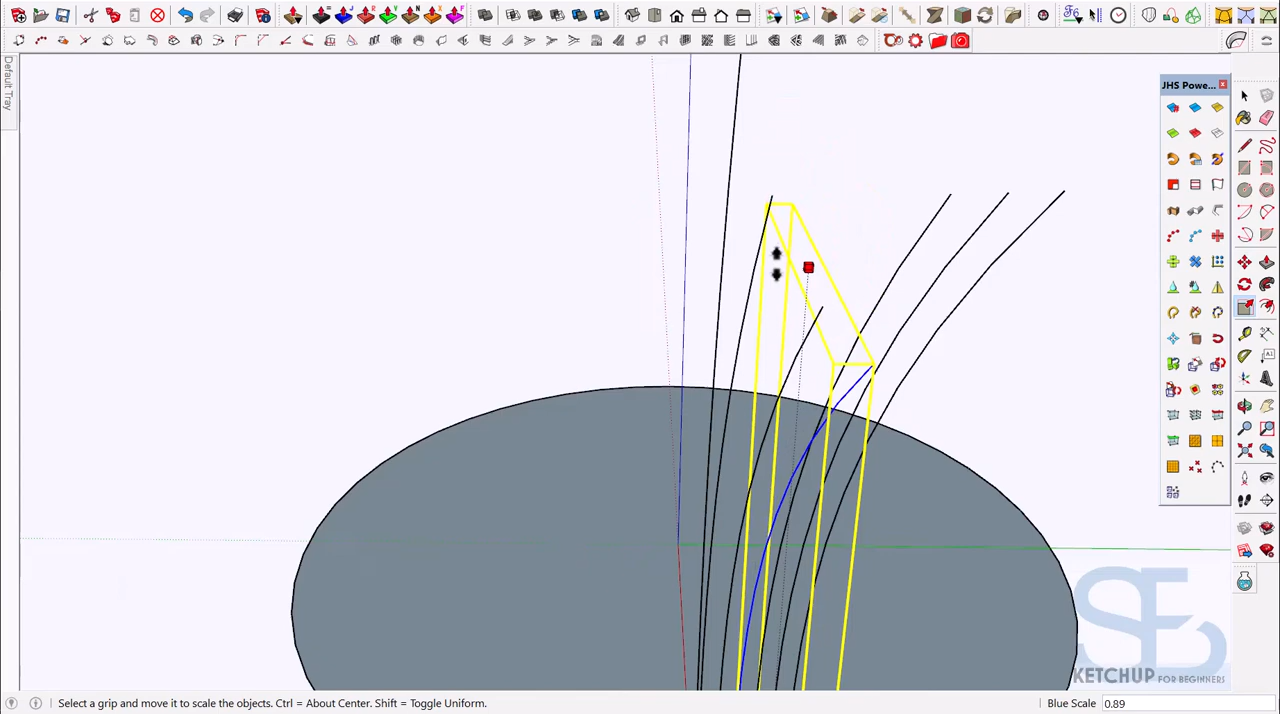 Default Tray
JHS Powe...
SB
KETCHUP FOR BEGINNERS
Select a grip and move it to scale the objects. Ctrl = About Center. Shift = Toggle Uniform.
Blue Scale 0.89